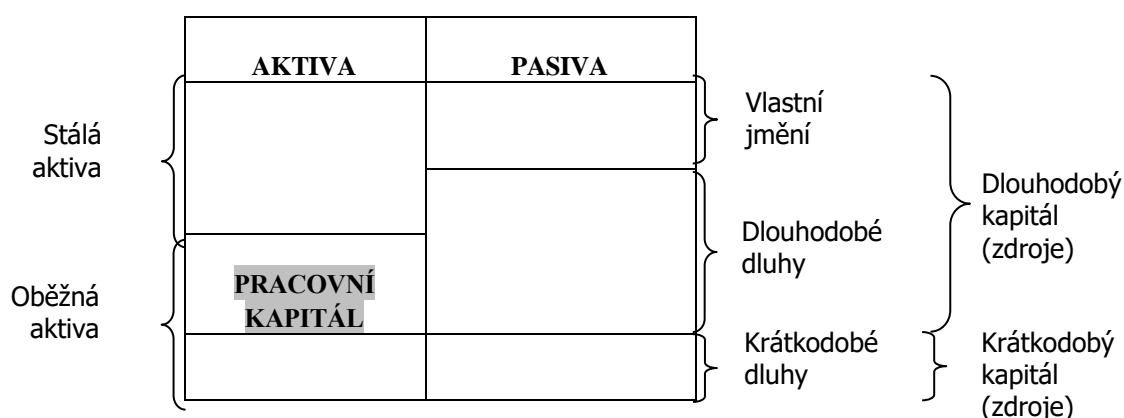 AKTIVA
PASIVA
Stálá
aktiva
Oběžná
aktiva
PRACOVNÍ
KAPITÁL
Vlastní
jmění
Dlouhodobé
dluhy
Krátkodobé
dluhy
Dlouhodobý
kapitál
(zdroje)
Krátkodobý
kapitál
(zdroje)